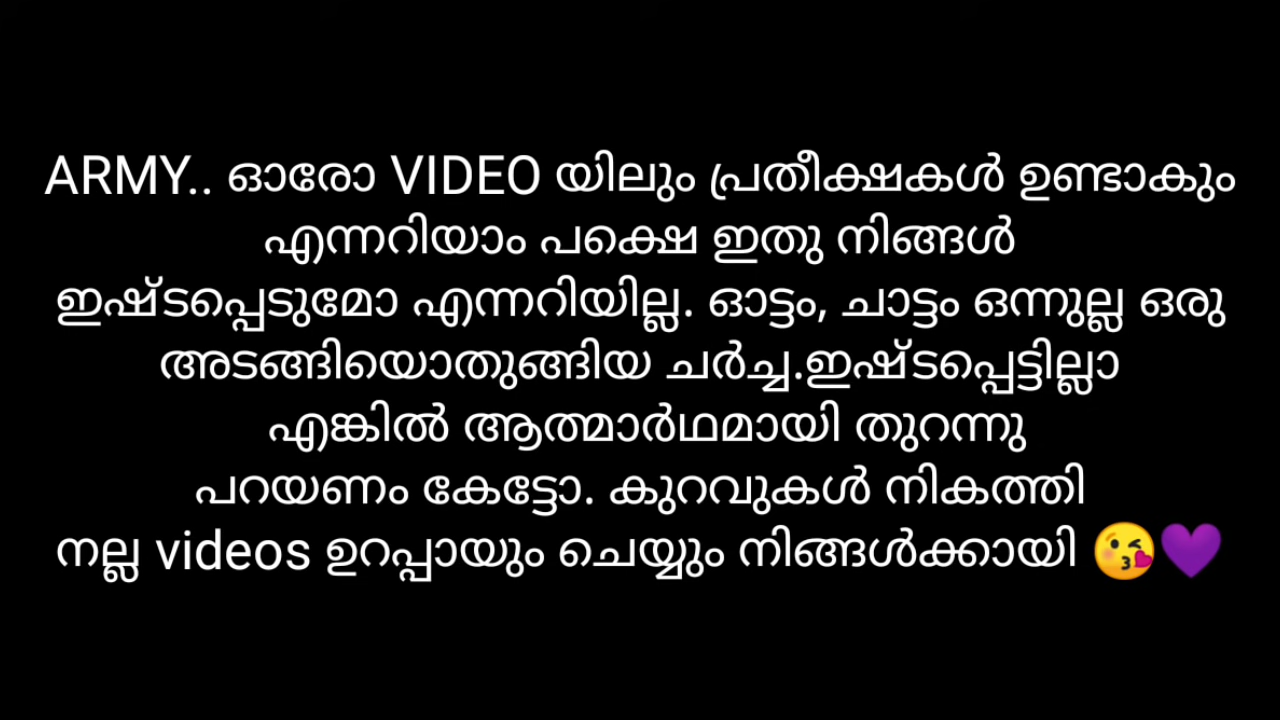 ARMY.. ഓരോ VIDEO യിലും പ്രതീക്ഷകൾ ഉണ്ടാകും
എന്നറിയാം പക്ഷെ ഇതു നിങ്ങൾ
ഇഷ്ടപ്പെടുമോ എന്നറിയില്ല. ഓട്ടം, ചാട്ടം ഒന്നുല്ല ഒരു
അടങ്ങിയൊതുങ്ങിയ ചർച്ച.ഇഷ്ടപ്പെട്ടില്ലാ
എങ്കിൽ ആത്മാർഥമായി തുറന്നു
പറയണം കേട്ടോ. കുറവുകൾ നികത്തി
നല്ല videos ഉറപ്പായും ചെയ്യും നിങ്ങൾക്കായി 😘💜